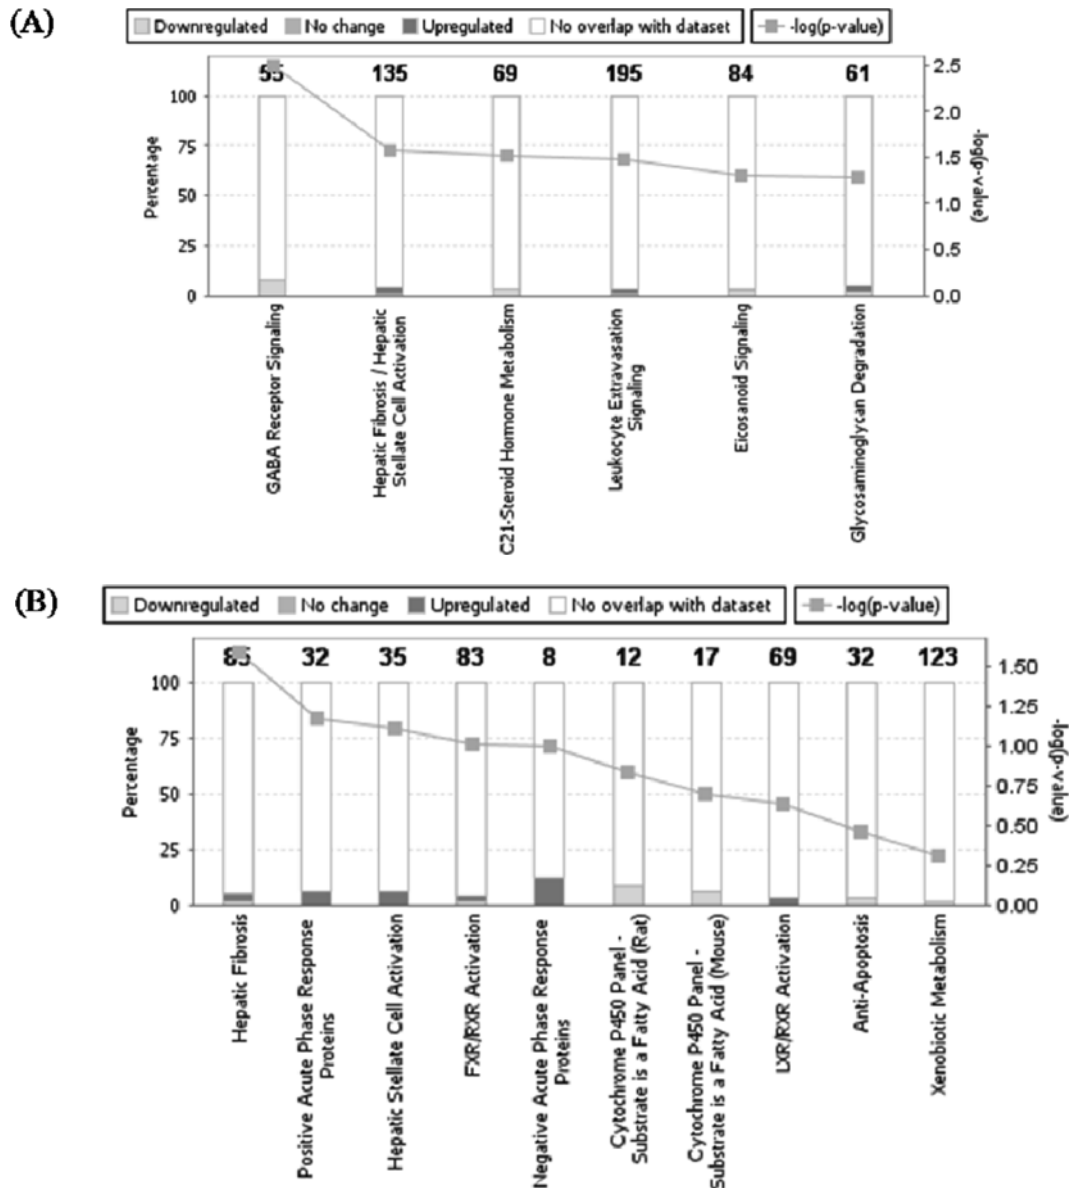 (A)
Downregulated No change Upregulated No overlap with dataset -log(p-value)
55 135 69 195 84 61
100
75
50
25
0
Percentage
2.5
2.0
1.5
1.0
0.5
0.0
-log(p-value)
GABA Receptor Signaling
Hepatic Fibrosis / Hepatic
Stellate Cell Activation
C21-Steroid Hormone Metabolism
Leukocyte Extravasation
Signaling
Eicosanoid Signaling
Glycosaminoglycan Degradation
(B)
Downregulated No change Upregulated No overlap with dataset -log(p-value)
32 35 83 8 12 17 69 32 123
100
75
50
25
0
Percentage
1.50
1.25
1.00
0.75
0.50
0.25
0.00
-log(p-value)
Hepatic Fibrosis
Positive Acute Phase Response
Proteins
Hepatic Stellate Cell Activation
FXR/RXR Activation
Negative Acute Phase Response
Proteins
Cytochrome P450 Panel -
Substrate is a Fatty Acid (Rat)
Cytochrome P450 Panel -
Substrate is a Fatty Acid (Mouse)
LXR/RXR Activation
Anti-Apoptosis
Xenobiotic Metabolism